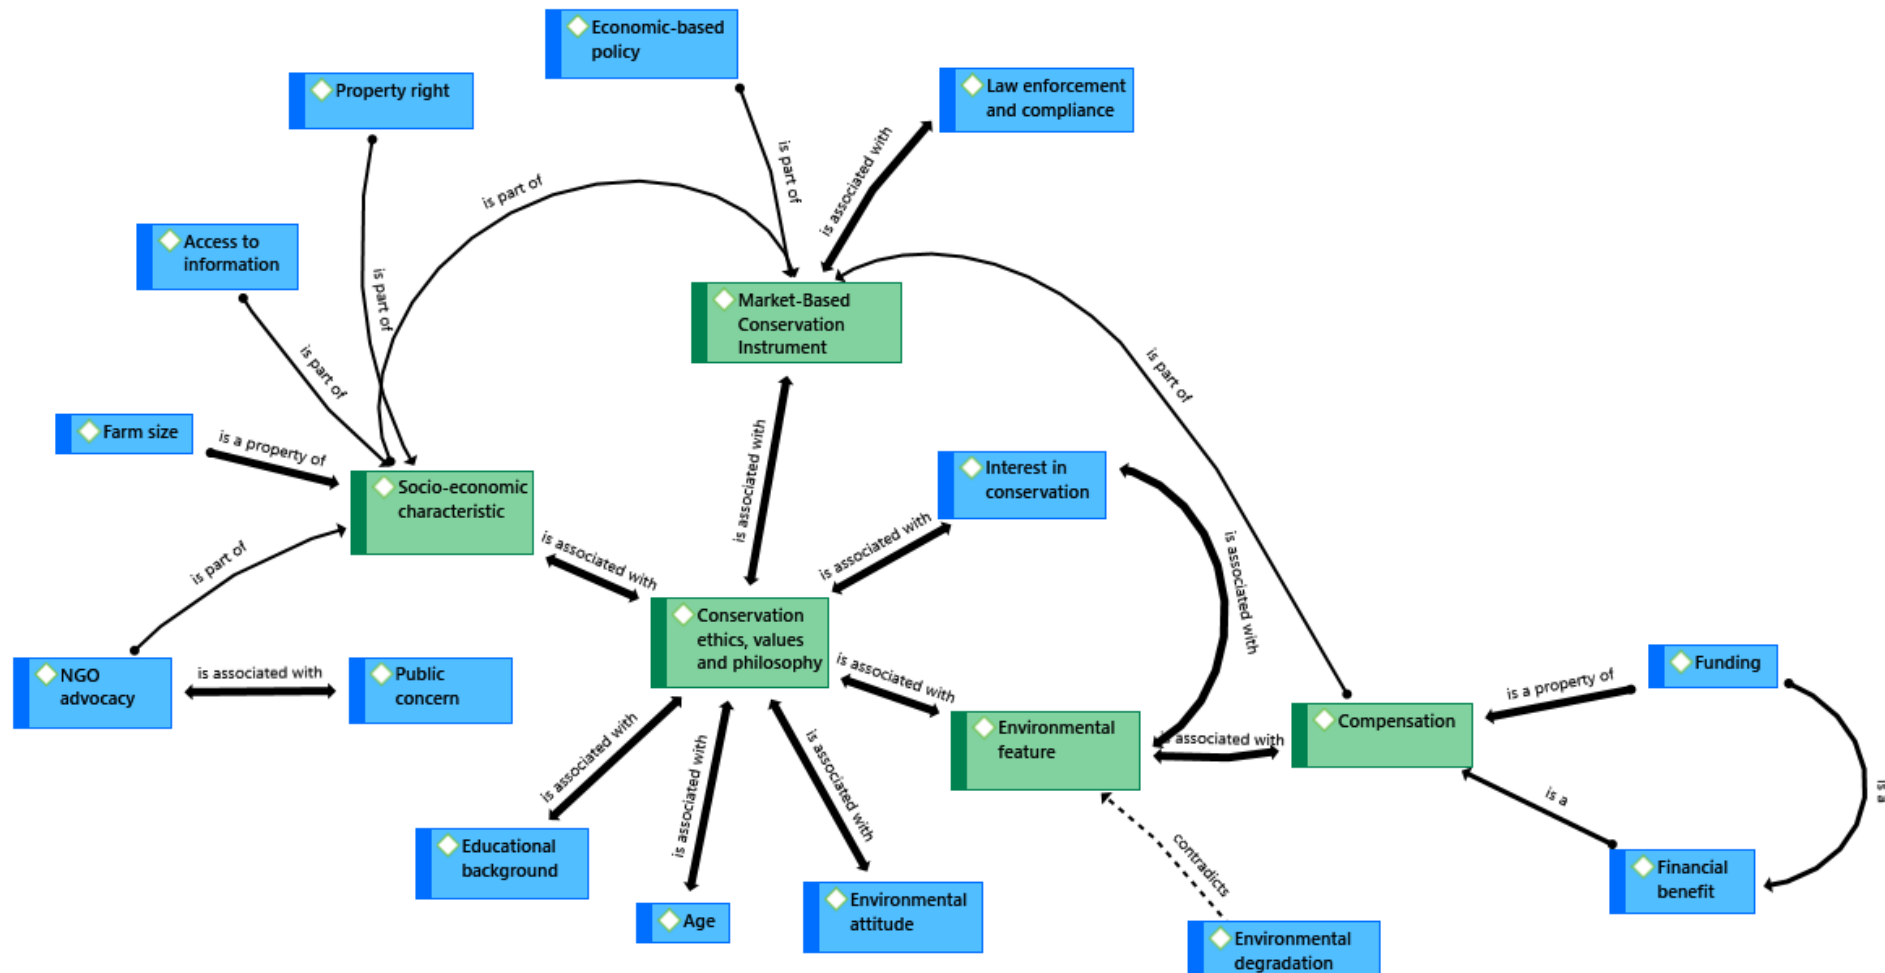 Economic-based
policy
Property right
Law enforcement
and compliance
is part of
is associated with
is part of
Access to
information
is part of
is part of
Market-Based
Conservation
Instrument
is part of
is part of
Farm size
is a property of
Socio-economic
characteristic
is associated with
Interest in
conservation
is associated with
is associated with
is associated with
is part of
Conservation
ethics, values
and philosophy
NGO
advocacy
is associated with
Public
concern
is associated with
Funding
is a property of
Compensation
Environmental
feature
is associated with
is associated with
is associated with
is associated with
is a
is a
Educational
background
contradicts
Financial
benefit
Age
Environmental
attitude
Environmental
degradation